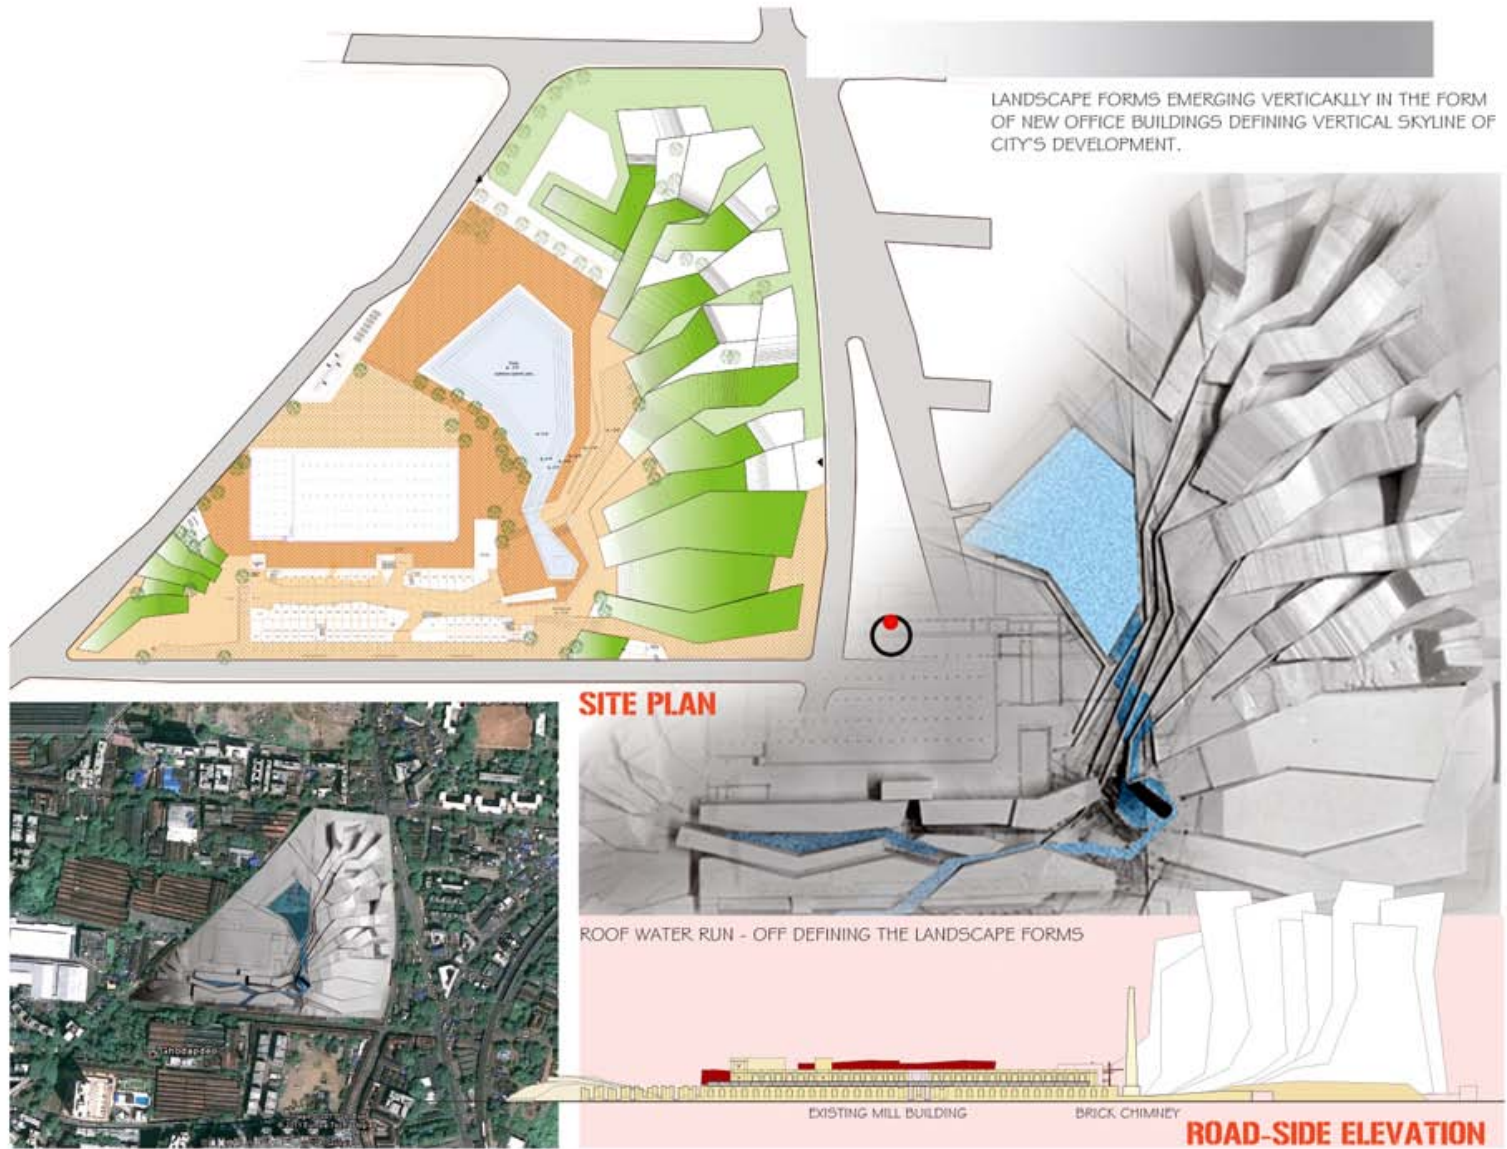 LANDSCAPE FORMS EMERGING VERTICAKLLY IN THE FORM
OF NEW OFFICE BUILDINGS DEFINING VERTICAL SKYLINE OF
CITY'S DEVELOPMENT.
SITE PLAN
ROOF WATER RUN - OFF DEFINING THE LANDSCAPE FORMS
EXISTING MILL BUILDING
BRICK CHIMNEY
ROAD-SIDE ELEVATION